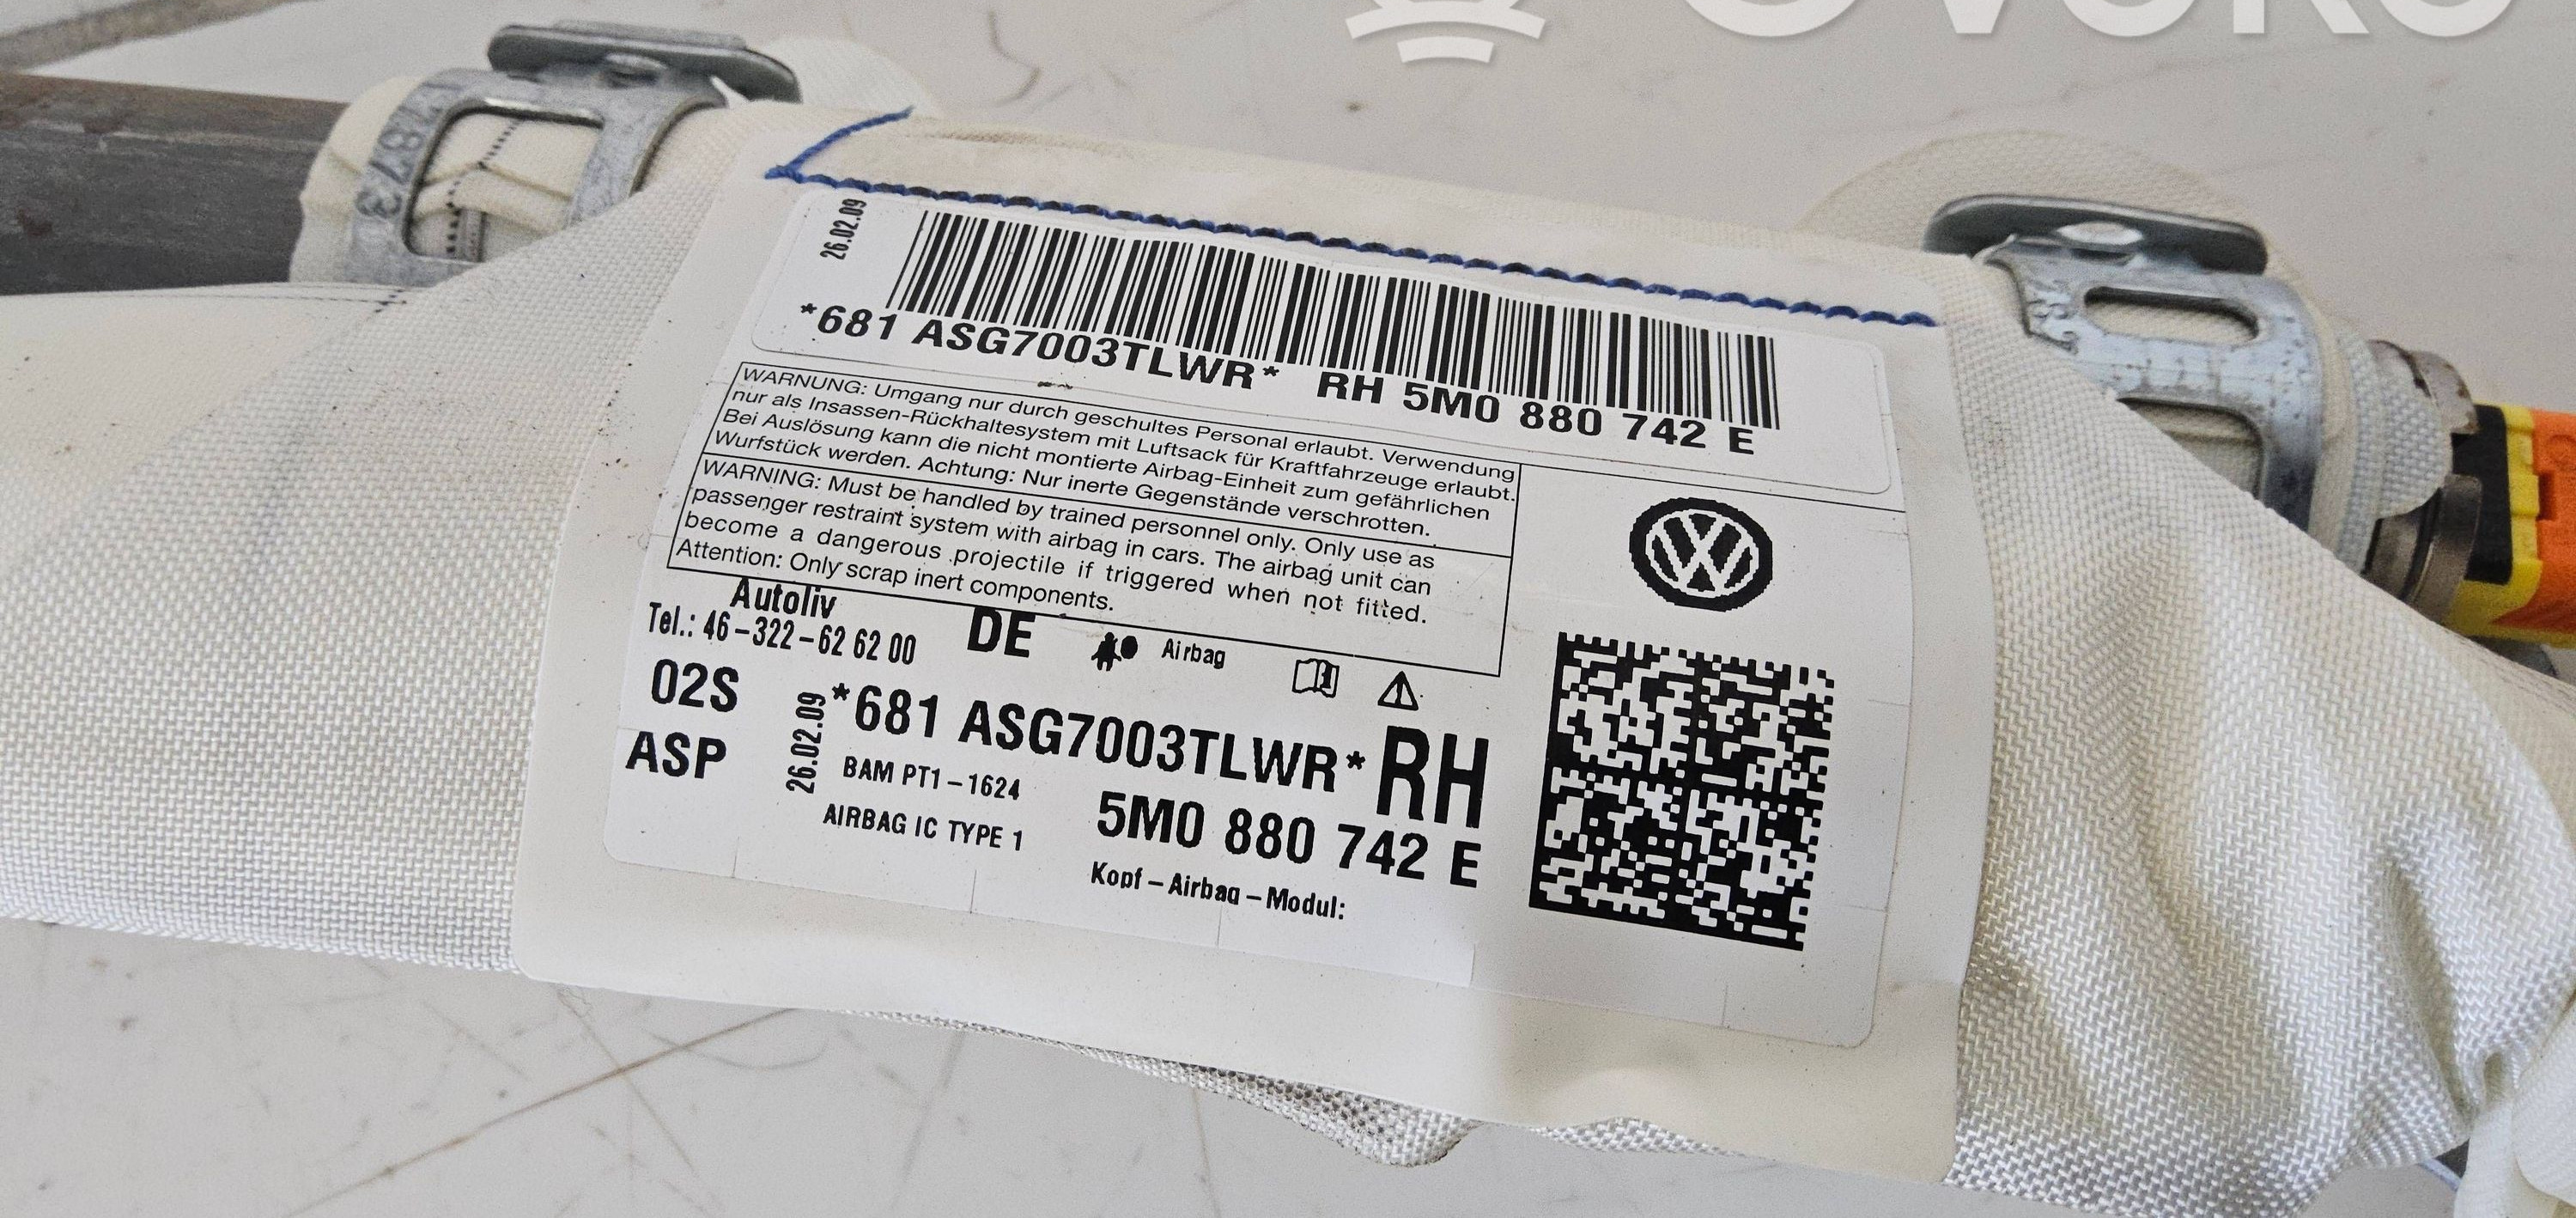 26.02.09
*681 ASG7003TLWR* RH 5M0 880 742 E
WARNUNG: Umgang nur durch geschultes Personal erlaubt. Verwendung
nur als Insassen-Rückhaltesystem mit Luftsack für Kraftfahrzeuge erlaubt.
Bei Auslösung kann die nicht montierte Airbag-Einheit zum gefährlichen
Wurfstück werden. Achtung: Nur inerte Gegenstände verschrotten.
WARNING: Must be handled by trained personnel only. Only use as
passenger restraint system with airbag in cars. The airbag unit can
become a dangerous projectile if triggered when not fitted.
Attention: Only scrap inert components.
Autoliv
Tel.: 46-322-62 62 00
DE
Airbag
02S
ASP
26.02.09
*681 ASG7003TLWR* RH
BAM PT1-1624
5M0 880 742 E
AIRBAG IC TYPE 1
Kopf-Airbag-Modul: